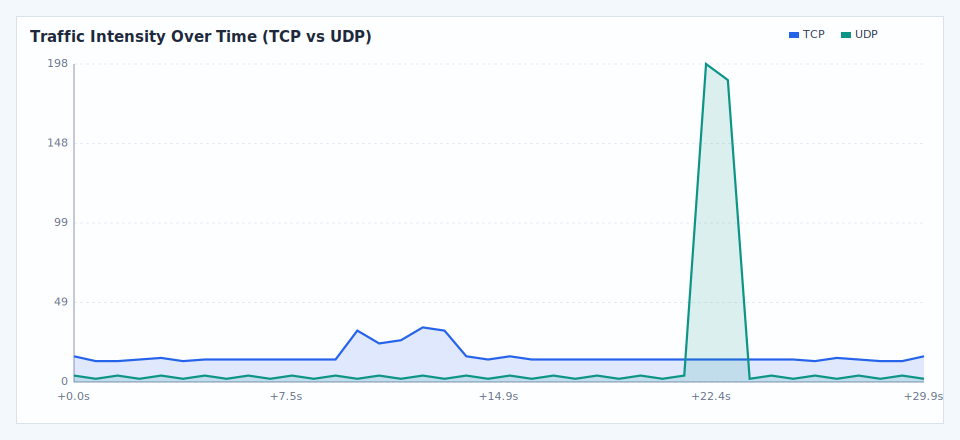 Traffic Intensity Over Time (TCP vs UDP)
TCP UDP
198
148
99
49
0
+0.0s +7.5s +14.9s +22.4s +29.9s